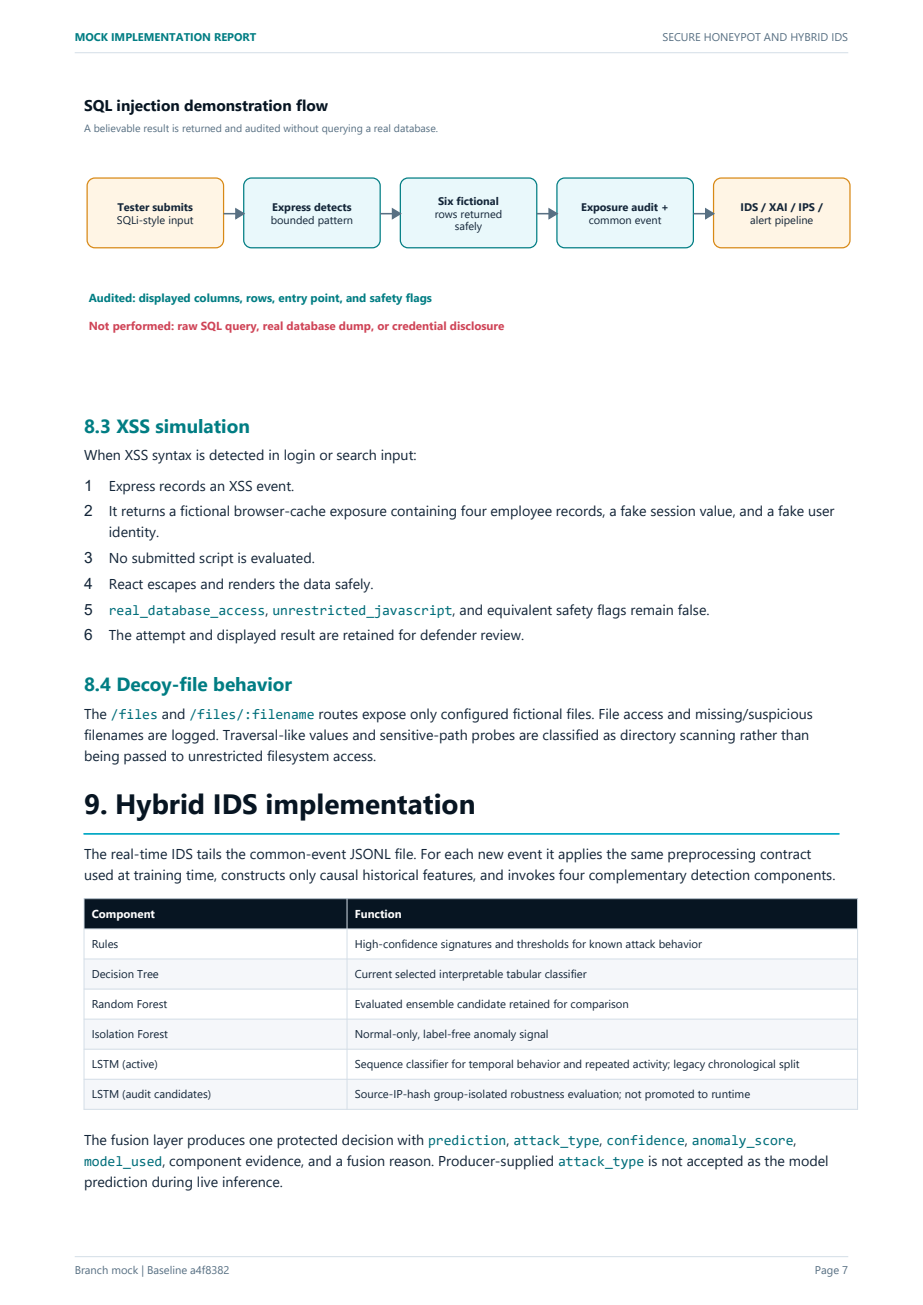 MOCK IMPLEMENTATION REPORT
SECURE HONEYPOT AND HYBRID IDS
SQL injection demonstration flow
A believable result is returned and audited without querying a real database.
Tester submits
SQLi-style input
Express detects
bounded pattern
Six fictional
rows returned
safely
Exposure audit +
common event
IDS / XAI / IPS /
alert pipeline
Audited: displayed columns, rows, entry point, and safety flags
Not performed: raw SQL query, real database dump, or credential disclosure
8.3 XSS simulation
When XSS syntax is detected in login or search input:
1 Express records an XSS event.
2 It returns a fictional browser-cache exposure containing four employee records, a fake session value, and a fake user
identity.
3 No submitted script is evaluated.
4 React escapes and renders the data safely.
5 real_database_access, unrestricted_javascript, and equivalent safety flags remain false.
6 The attempt and displayed result are retained for defender review.
8.4 Decoy-file behavior
The /files and /files/:filename routes expose only configured fictional files. File access and missing/suspicious
filenames are logged. Traversal-like values and sensitive-path probes are classified as directory scanning rather than
being passed to unrestricted filesystem access.
9. Hybrid IDS implementation
The real-time IDS tails the common-event JSONL file. For each new event it applies the same preprocessing contract
used at training time, constructs only causal historical features, and invokes four complementary detection components.
Component Function
Rules High-confidence signatures and thresholds for known attack behavior
Decision Tree Current selected interpretable tabular classifier
Random Forest Evaluated ensemble candidate retained for comparison
Isolation Forest Normal-only, label-free anomaly signal
LSTM (active) Sequence classifier for temporal behavior and repeated activity; legacy chronological split
LSTM (audit candidates) Source-IP-hash group-isolated robustness evaluation; not promoted to runtime
The fusion layer produces one protected decision with prediction, attack_type, confidence, anomaly_score,
model_used, component evidence, and a fusion reason. Producer-supplied attack_type is not accepted as the model
prediction during live inference.
Branch mock | Baseline a4f8382
Page 7